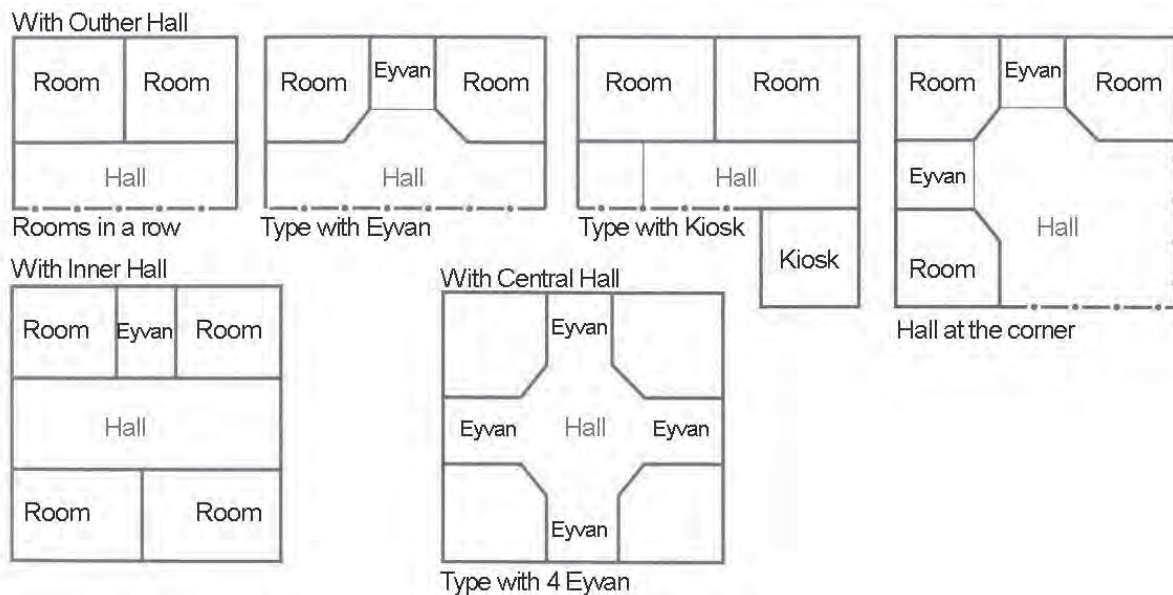 With Outher Hall
Room Room Room Eyvan Room Room Room Room Eyvan Room
Hall Hall Hall Eyvan Hall
Rooms in a row Type with Eyvan Type with Kiosk
Kiosk Room
Hall at the corner
With Inner Hall
Room Eyvan Room
Hall
Room Room
With Central Hall
Eyvan
Eyvan Hall Eyvan
Eyvan
Type with 4 Eyvan